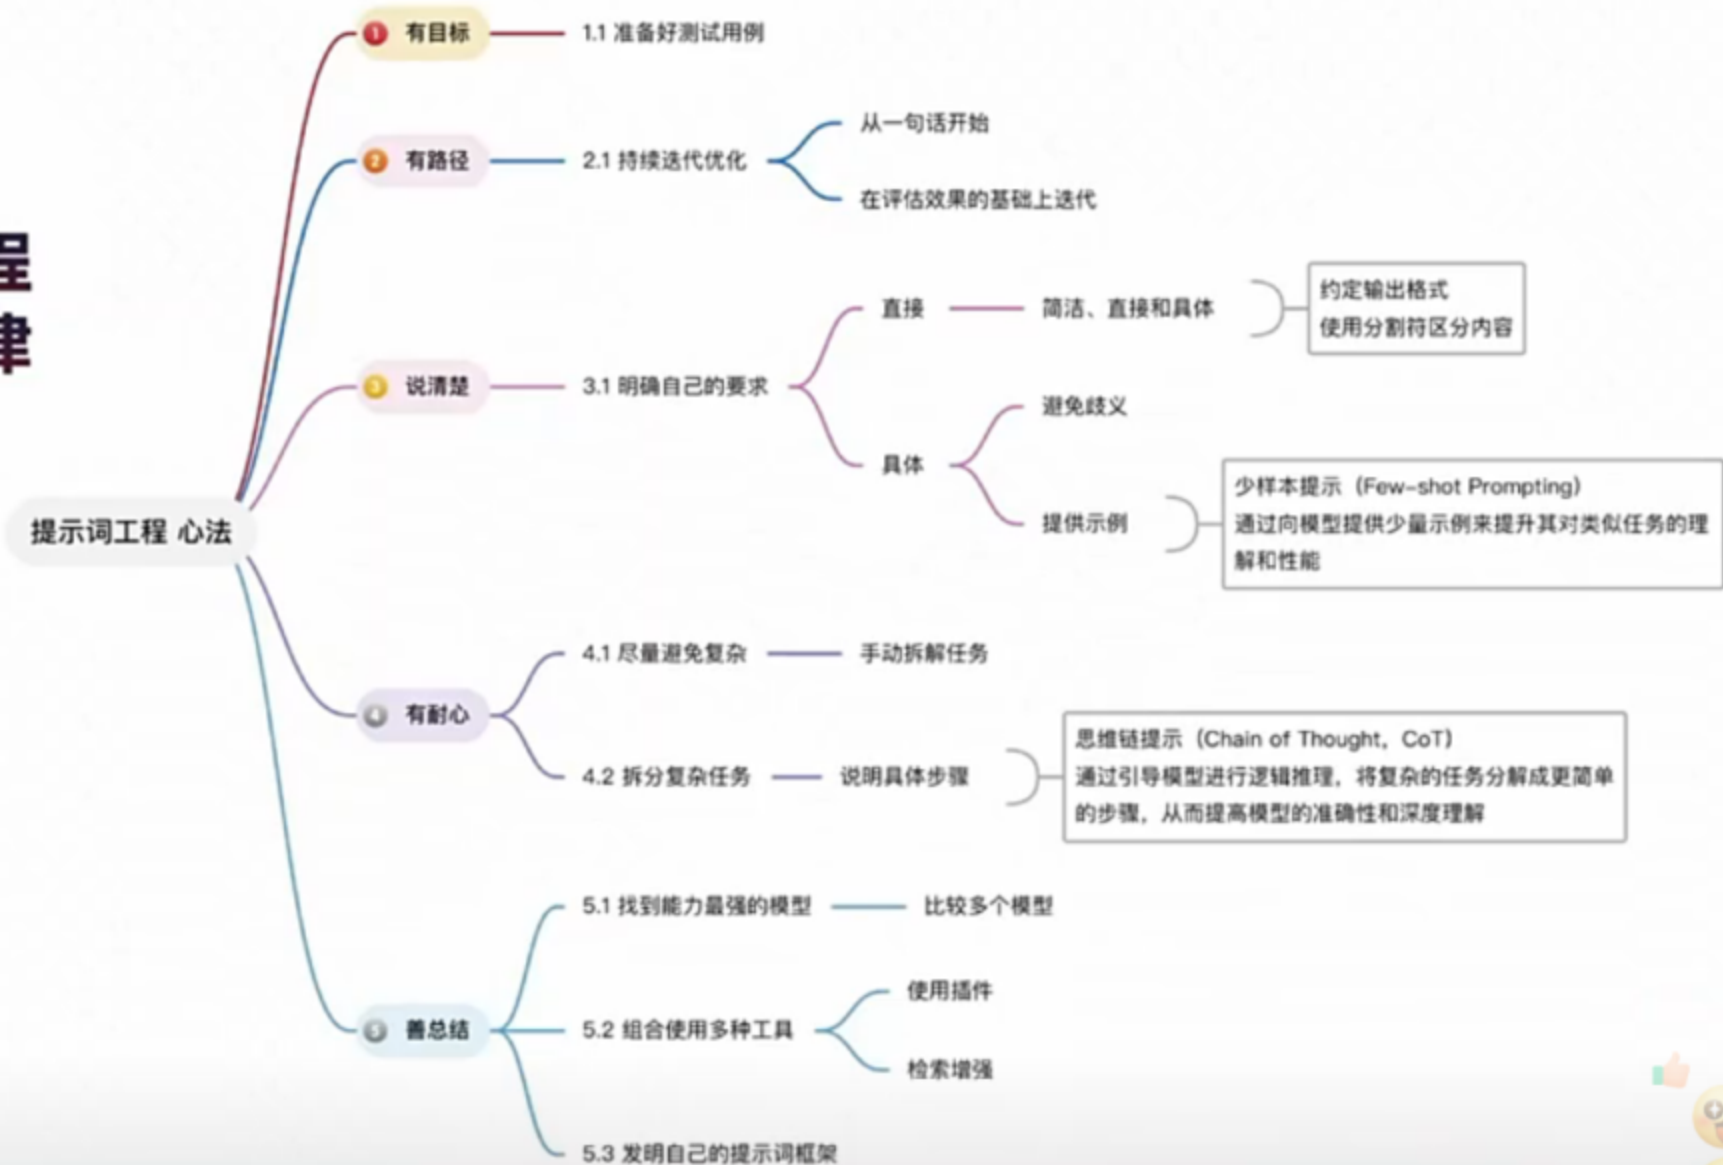 程
律
提示词工程 心法
1 有目标
1.1 准备好测试用例
2 有路径
2.1 持续迭代优化
从一句话开始
在评估效果的基础上迭代
3 说清楚
3.1 明确自己的要求
直接
简洁、直接和具体
约定输出格式
使用分割符区分内容
具体
避免歧义
提供示例
少样本提示（Few-shot Prompting）
通过向模型提供少量示例来提升其对类似任务的理
解和性能
4 有耐心
4.1 尽量避免复杂
手动拆解任务
4.2 拆分复杂任务
说明具体步骤
思维链提示（Chain of Thought，CoT）
通过引导模型进行逻辑推理，将复杂的任务分解成更简单
的步骤，从而提高模型的准确性和深度理解
5 善总结
5.1 找到能力最强的模型
比较多个模型
5.2 组合使用多种工具
使用插件
检索增强
5.3 发明自己的提示词框架